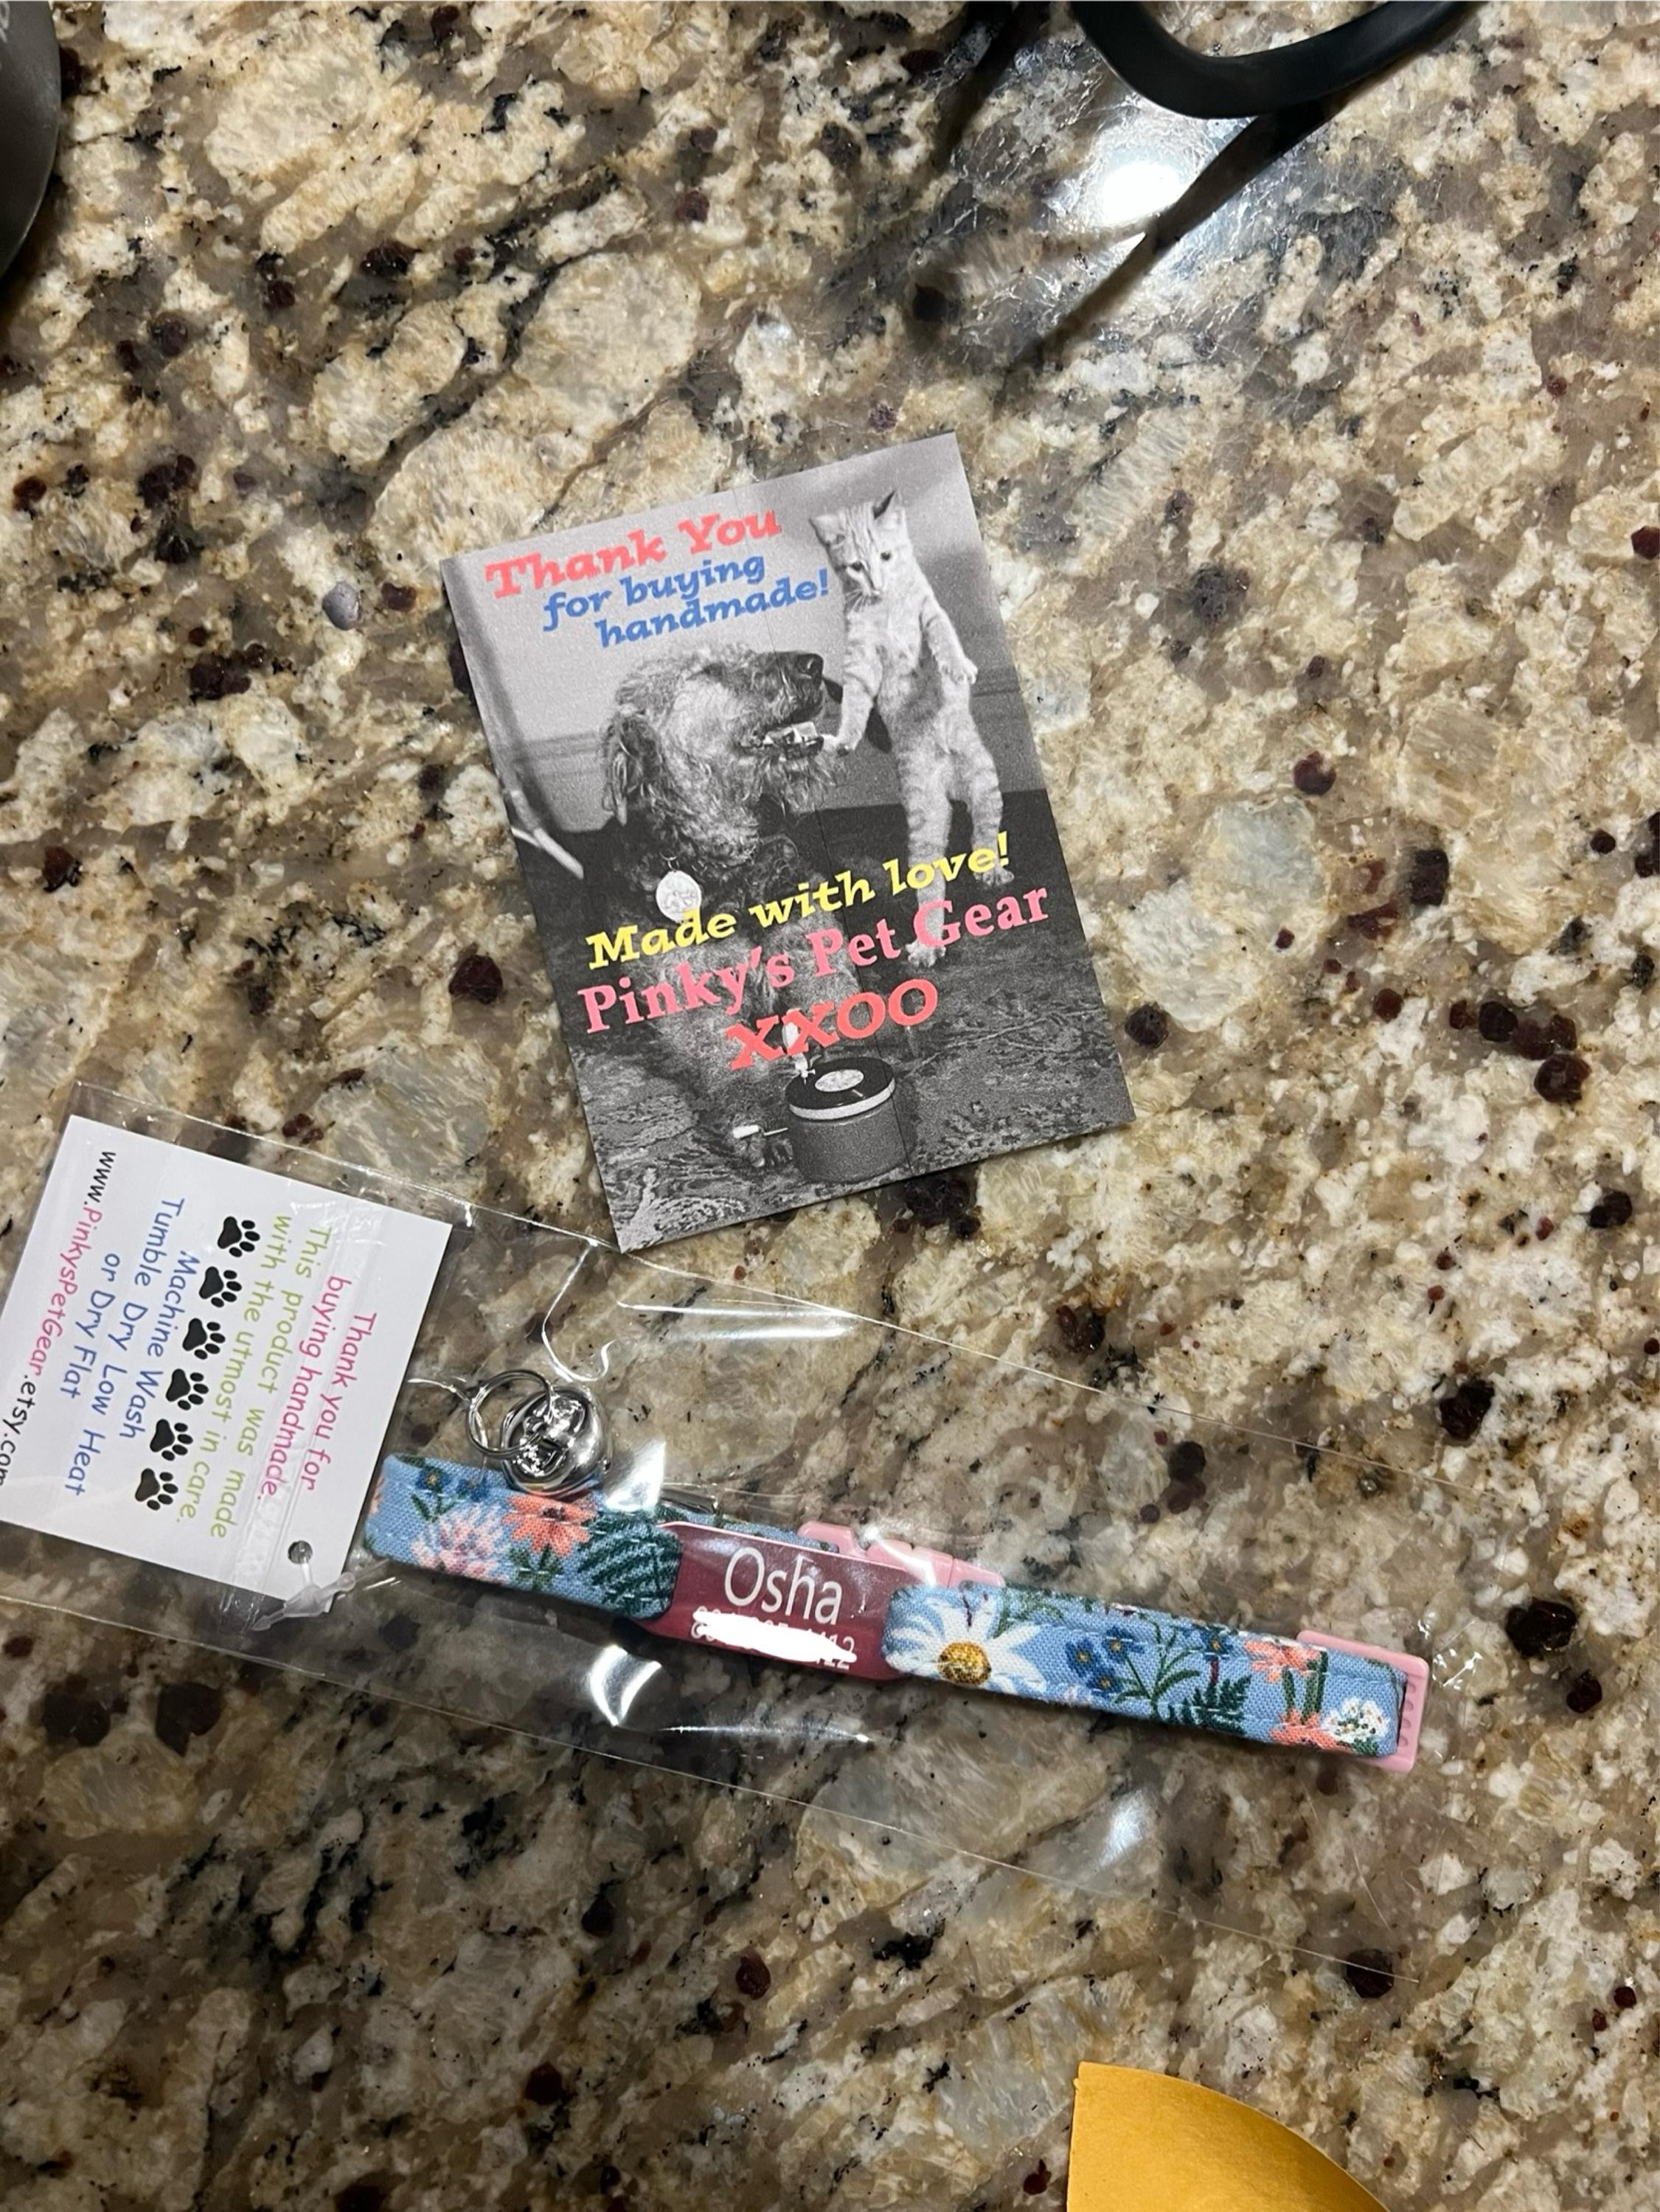 Thank You
for buying
handmade!
Made with love!
Pinky's Pet Gear
XXOO
Thank you for
buying handmade.
This product was made
with the utmost in care.
Machine Wash
Tumble Dry Low Heat
or Dry Flat
www.PinkysPetGear.etsy.com
Osha